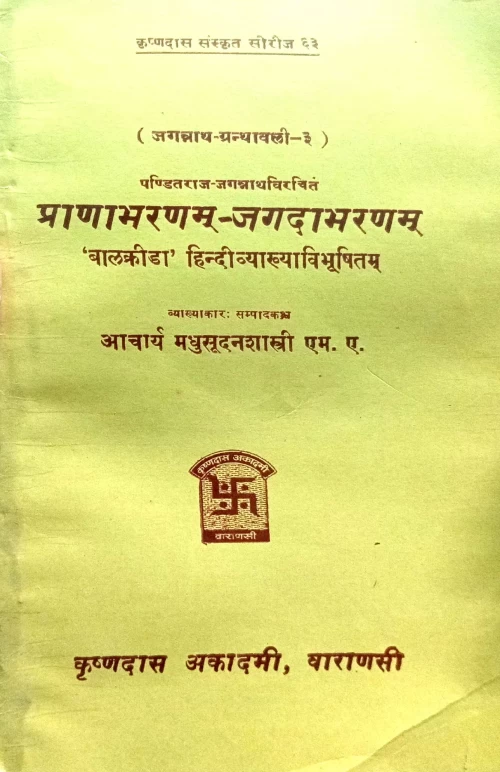 कृष्णदास संस्कृत सीरीज ६३
( जगन्नाथ-ग्रन्थावली-३ )
पण्डितराज-जगन्नाथविरचितं
प्राणाभरणम्-जगदाभरणम्
'बालक्रीडा' हिन्दीव्याख्याविभूषितम्
व्याख्याकारः सम्पादकश्च
आचार्य मधुसूदनशास्त्री एम. ए.
कृष्णदास अकादमी
वाराणसी
कृष्णदास अकादमी, वाराणसी